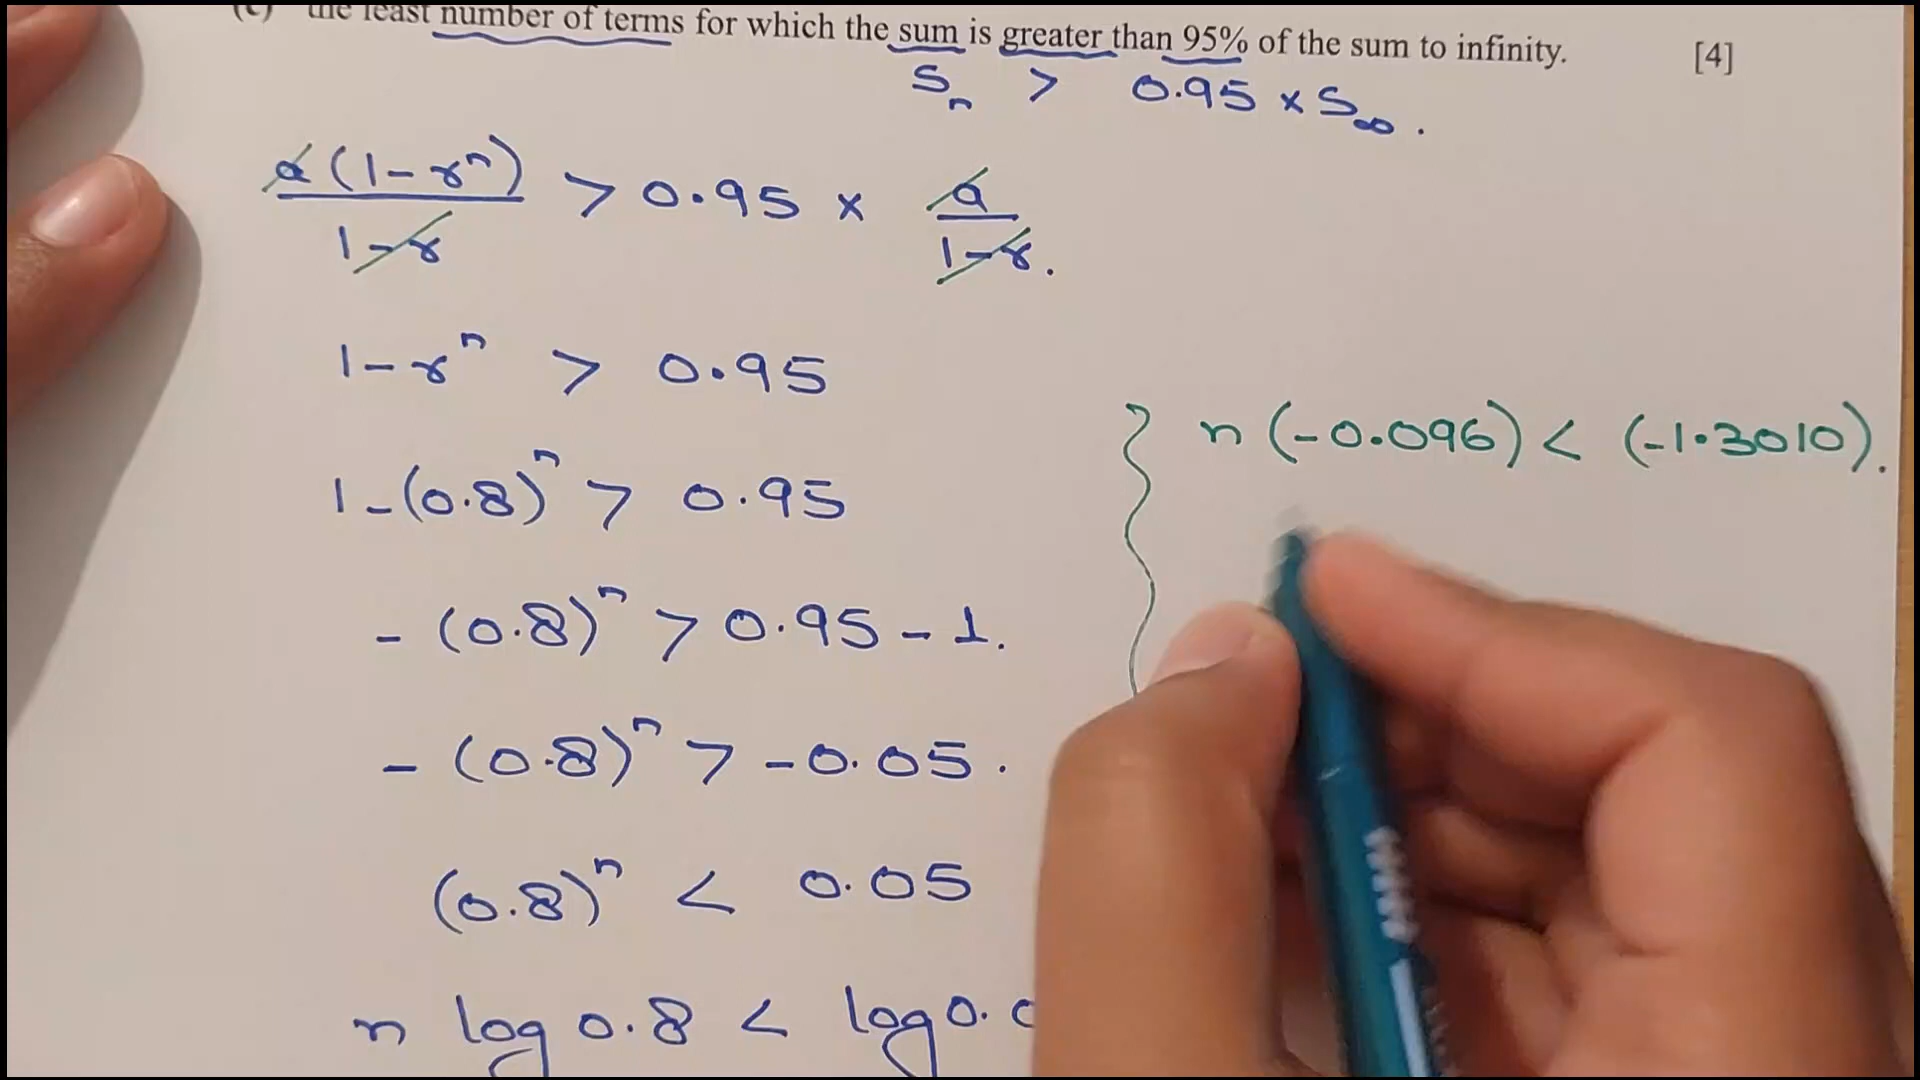 (c) the least number of terms for which the sum is greater than 95% of the sum to infinity. [4]
Sₙ > 0.95 × S∞.
a(1-rⁿ)/1-r > 0.95 × a/1-r.
1-rⁿ > 0.95
1-(0.8)ⁿ > 0.95
-(0.8)ⁿ > 0.95-1.
-(0.8)ⁿ > -0.05.
(0.8)ⁿ < 0.05
n log 0.8 < log 0.
n(-0.096) < (-1.3010).